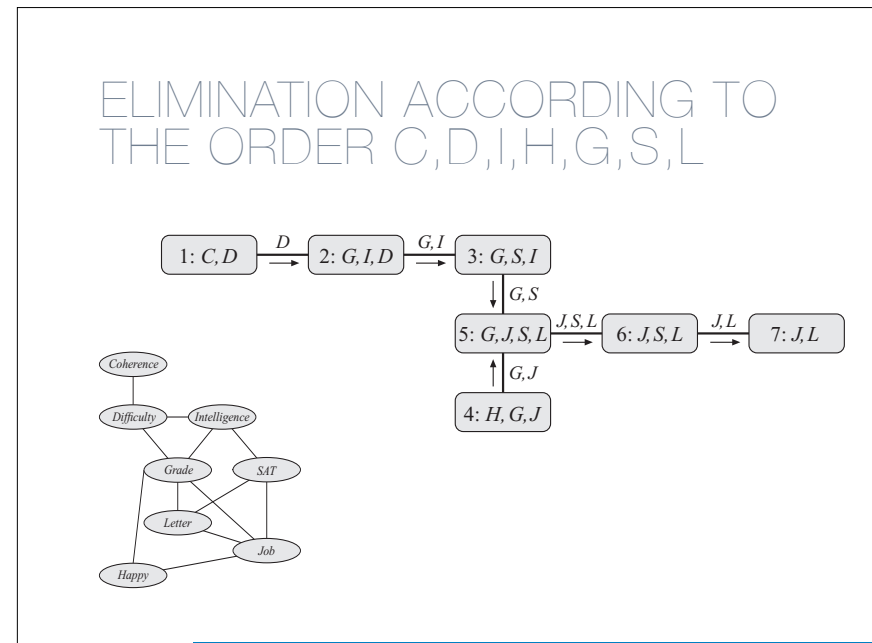 ELIMINATION ACCORDING TO
THE ORDER C,D,I,H,G,S,L
1: C,D
D
2: G,I,D
G,I
3: G,S,I
G,S
5: G,J,S,L
J,S,L
6: J,S,L
J,L
7: J,L
G,J
4: H,G,J
Coherence
Difficulty
Intelligence
Grade
SAT
Letter
Job
Happy